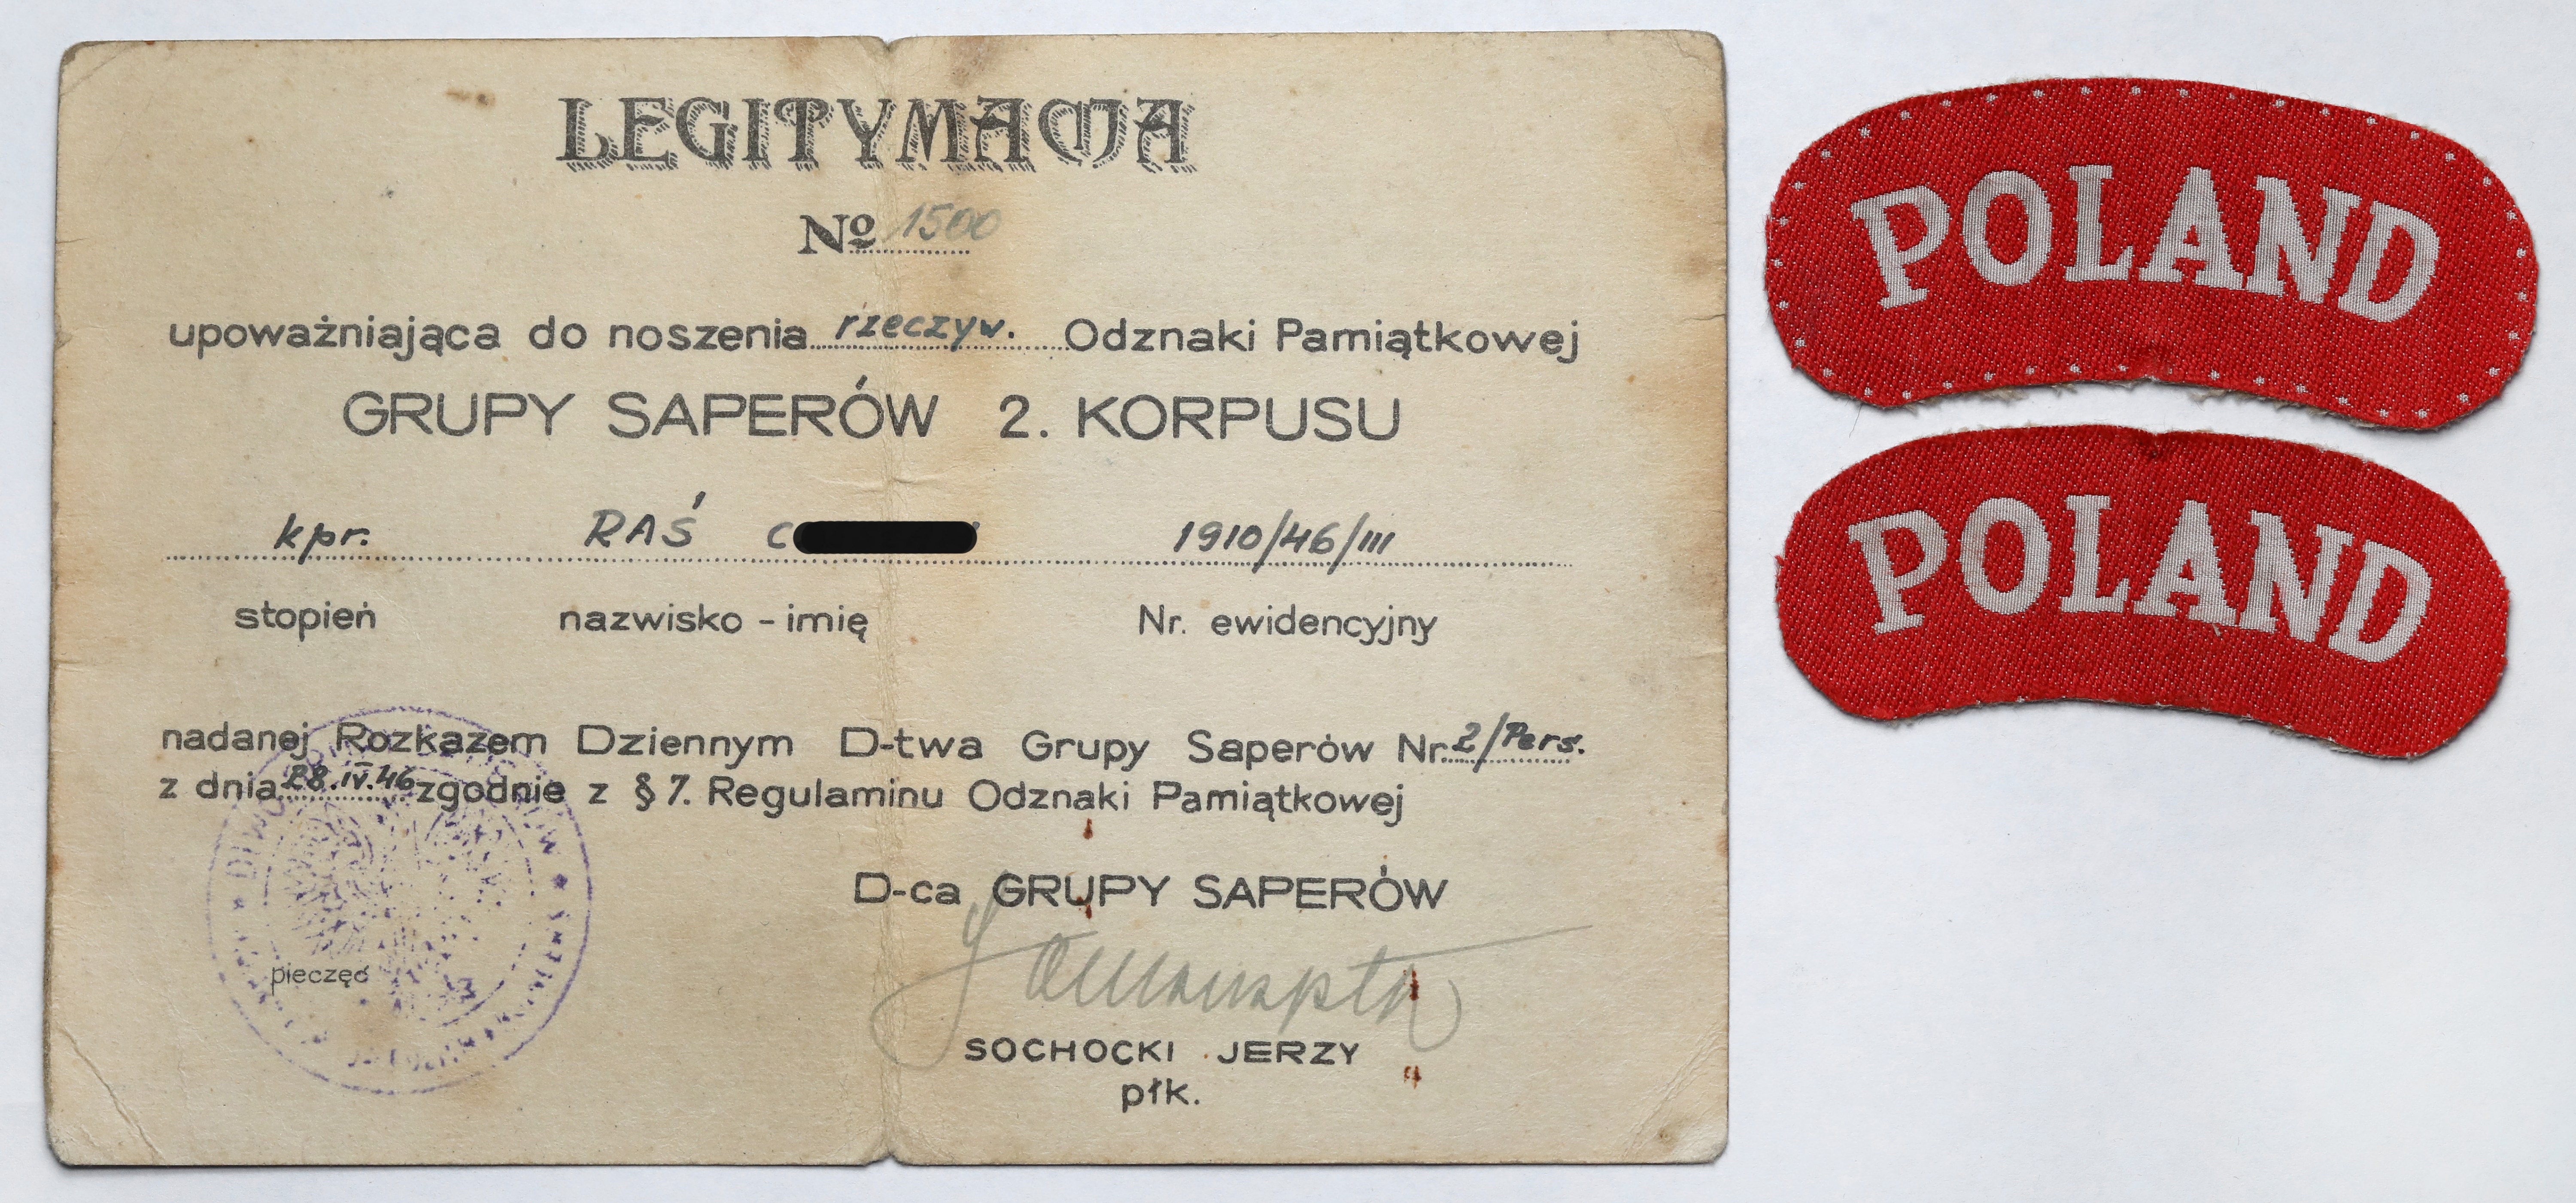 LEGITYMACJA
No 1500
upoważniająca do noszenia rzeczyw. Odznaki Pamiątkowej
GRUPY SAPERÓW 2. KORPUSU
kpr. RAŚ C 1910/46/III
stopień nazwisko - imię Nr. ewidencyjny
nadanej Rozkazem Dziennym D-twa Grupy Saperów Nr. 2/Pers.
z dnia 28.IV.46 zgodnie z § 7. Regulaminu Odznaki Pamiątkowej
D-ca GRUPY SAPERÓW
pieczęć
SOCHOCKI JERZY
płk.
POLAND
POLAND